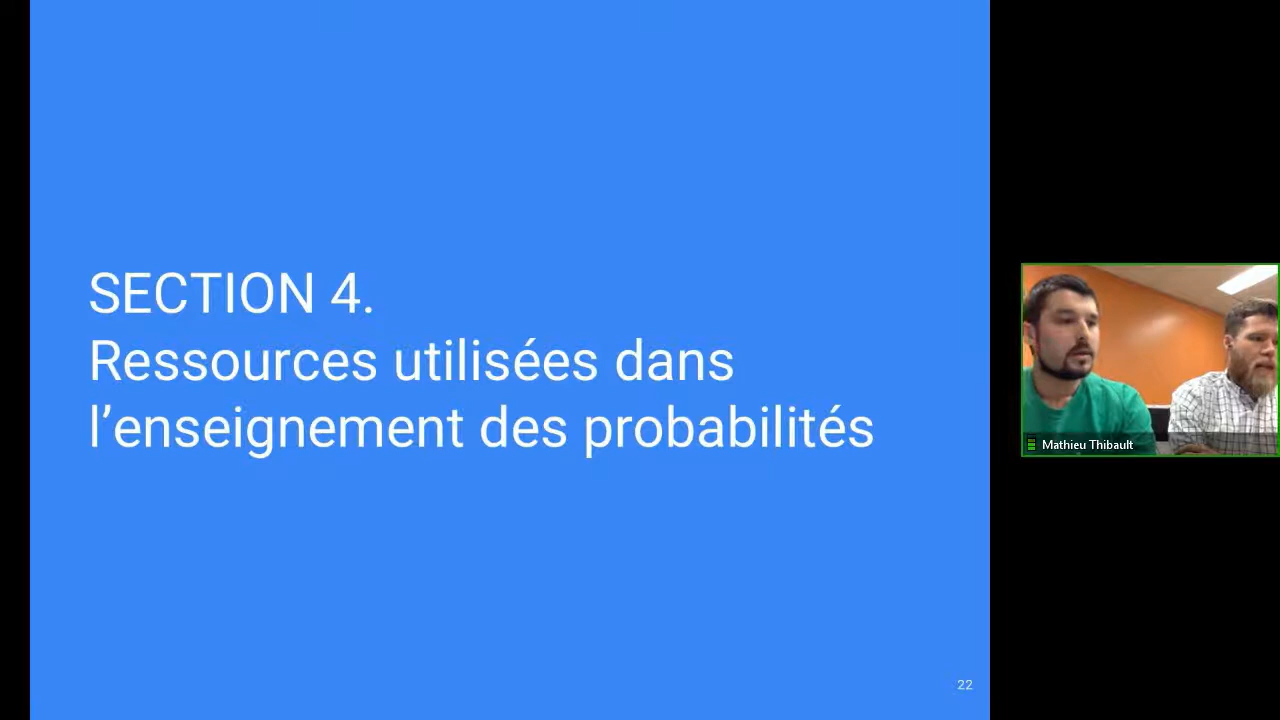 SECTION 4.
Ressources utilisées dans
l’enseignement des probabilités
22
Mathieu Thibault